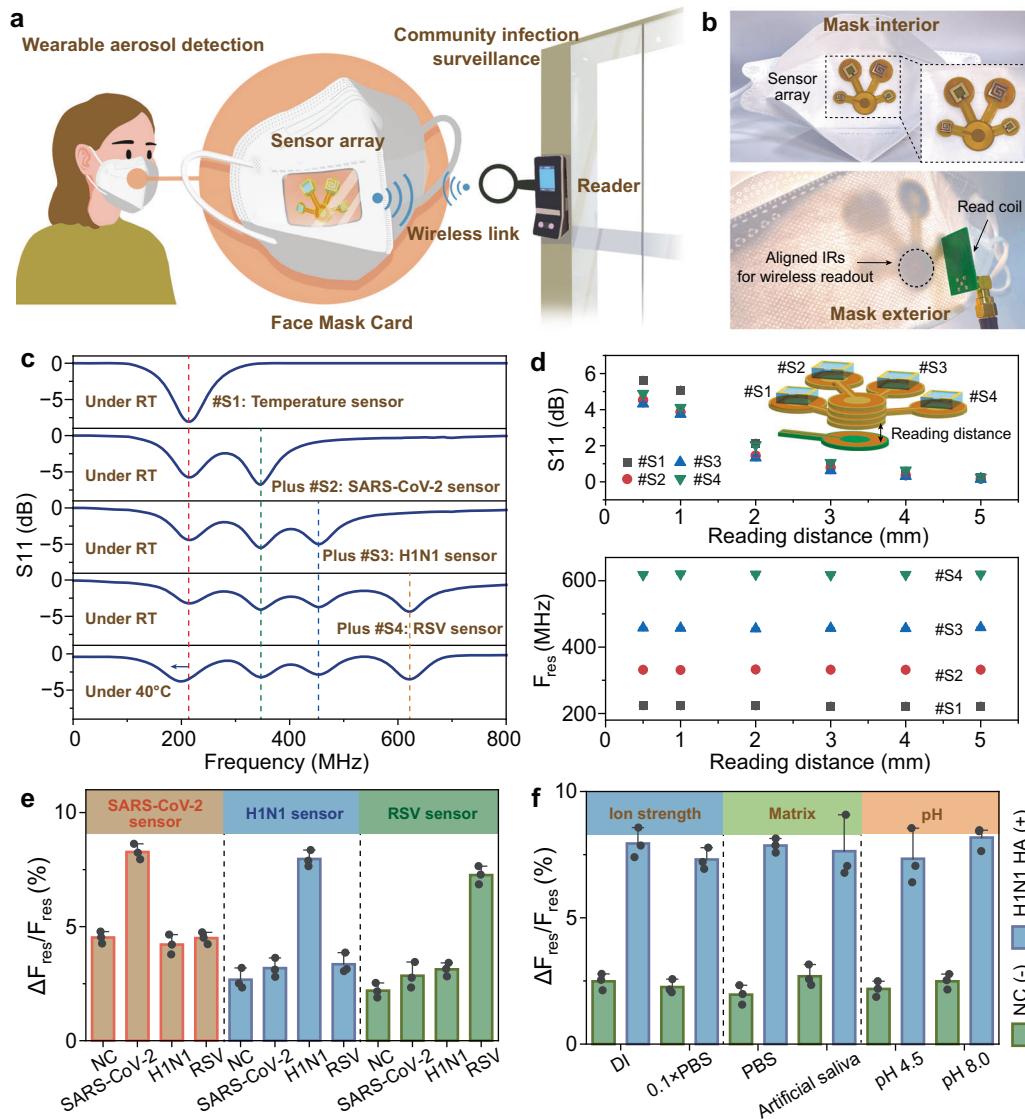 a
Wearable aerosol detection
Community infection
surveillance
Sensor array
Reader
Wireless link
Face Mask Card
b
Mask interior
Sensor
array
Read coil
Aligned IRs
for wireless readout
Mask exterior
c
S11 (dB)
0
−5
Under RT
#S1: Temperature sensor
0
−5
Under RT
Plus #S2: SARS-CoV-2 sensor
0
−5
Under RT
Plus #S3: H1N1 sensor
0
−5
Under RT
Plus #S4: RSV sensor
0
−5
Under 40°C
0 200 400 600 800
Frequency (MHz)
d
S11 (dB)
6
4
2
0
#S2
#S3
#S1
#S4
Reading distance
#S1 #S3
#S2 #S4
0 1 2 3 4 5
Reading distance (mm)
Fres (MHz)
600
400
200
#S4
#S3
#S2
#S1
0 1 2 3 4 5
Reading distance (mm)
e
ΔFres/Fres (%)
10
5
0
SARS-CoV-2
sensor
H1N1 sensor
RSV sensor
NC SARS-CoV-2 H1N1 RSV NC SARS-CoV-2 H1N1 RSV NC SARS-CoV-2 H1N1 RSV
f
ΔFres/Fres (%)
10
5
0
Ion strength
Matrix
pH
DI 0.1×PBS PBS Artificial saliva pH 4.5 pH 8.0
H1N1 HA (+)
NC (-)